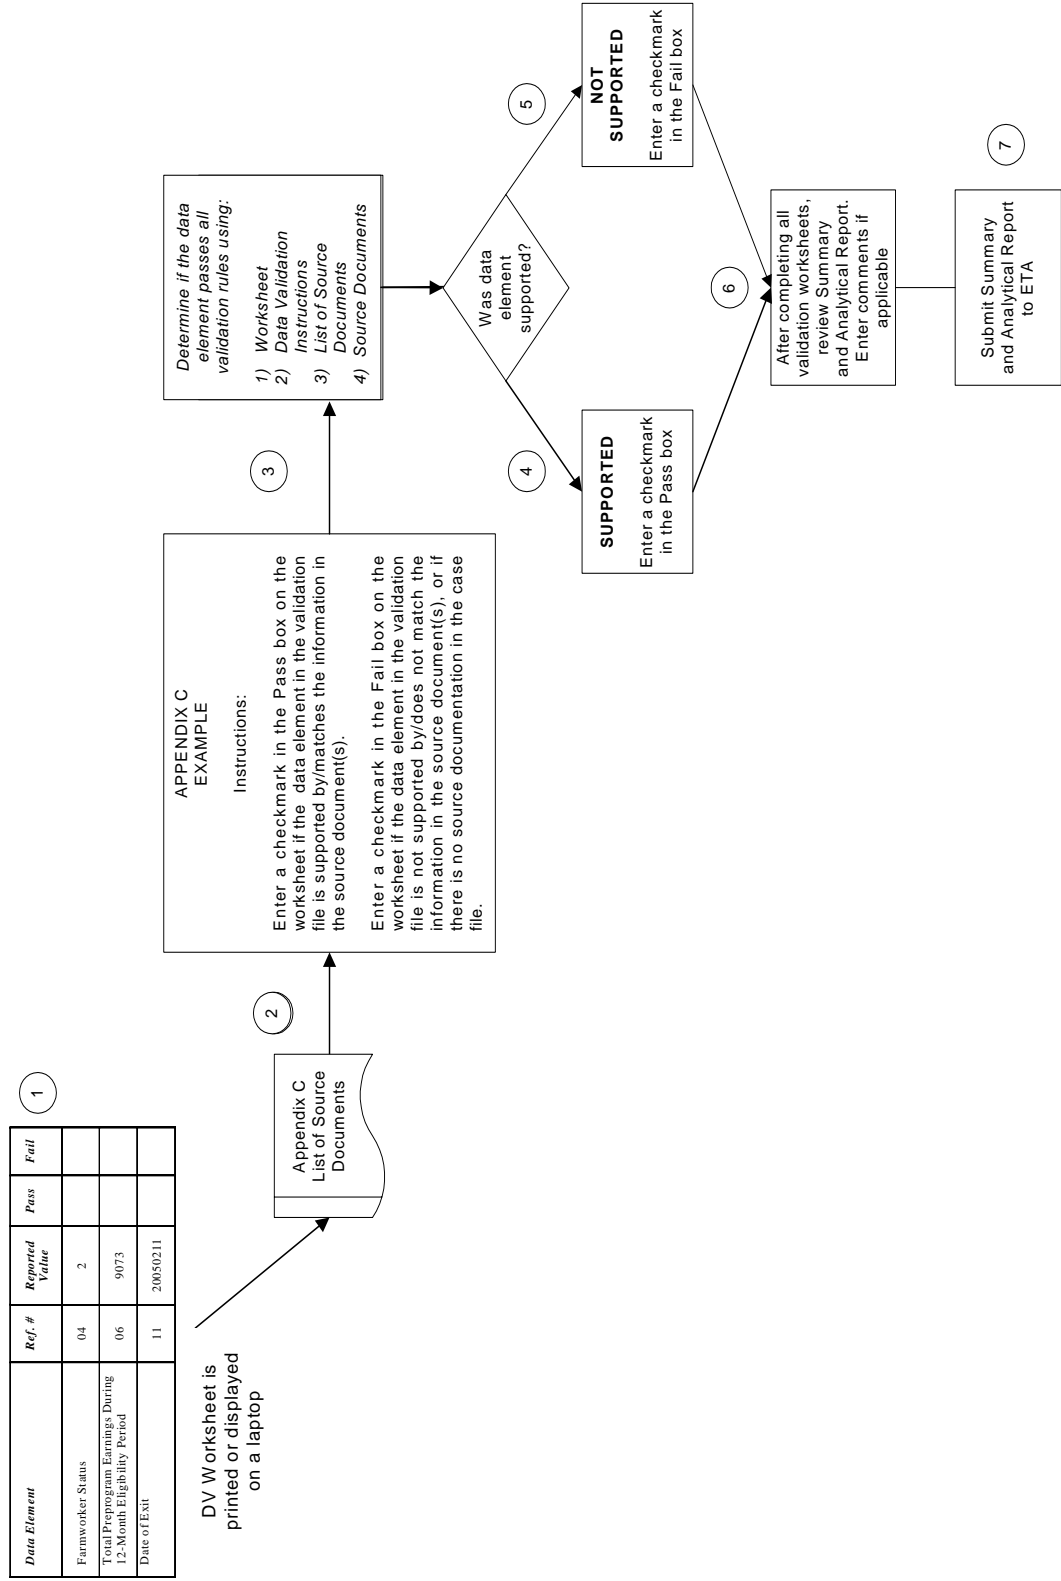 Data Element Ref. # Reported Value Pass Fail
Farmworker Status 04 2
Total Preprogram Earnings During
12-Month Eligibility Period 06 9073
Date of Exit 11 20050211
1
DV Worksheet is
printed or displayed
on a laptop
Appendix C
List of Source
Documents
2
APPENDIX C
EXAMPLE
Instructions:
Enter a checkmark in the Pass box on the
worksheet if the data element in the validation
file is supported by/matches the information in
the source document(s).
Enter a checkmark in the Fail box on the
worksheet if the data element in the validation
file is not supported by/does not match the
information in the source document(s), or if
there is no source documentation in the case
file.
3
Determine if the data
element passes all
validation rules using:
1) Worksheet
2) Data Validation
Instructions
3) List of Source
Documents
4) Source Documents
Was data
element
supported?
4
SUPPORTED
Enter a checkmark
in the Pass box
5
NOT
SUPPORTED
Enter a checkmark
in the Fail box
6
After completing all
validation worksheets,
review Summary
and Analytical Report.
Enter comments if
applicable
Submit Summary
and Analytical Report
to ETA
7